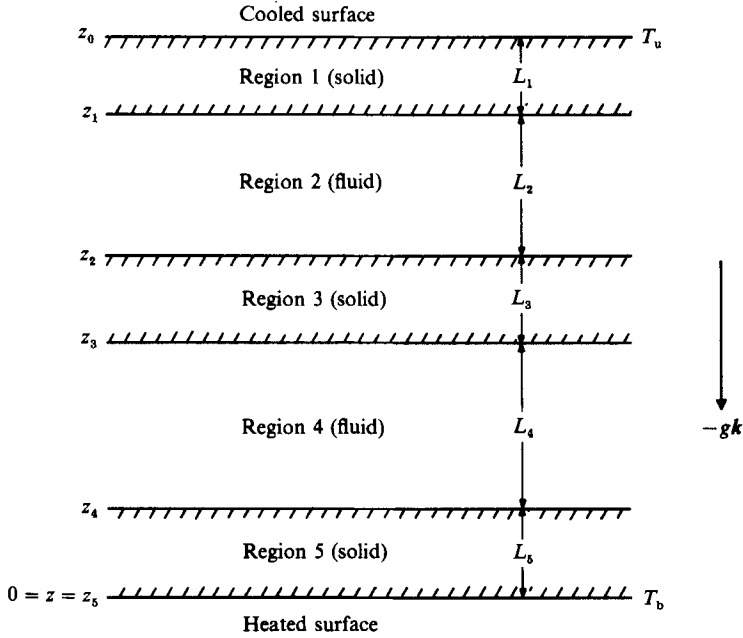 Cooled surface
z₀ Tᵤ
Region 1 (solid) L₁
z₁
Region 2 (fluid) L₂
z₂
Region 3 (solid) L₃
z₃
Region 4 (fluid) L₄
−gk
z₄
Region 5 (solid) L₅
0 = z = z₅ T_b
Heated surface